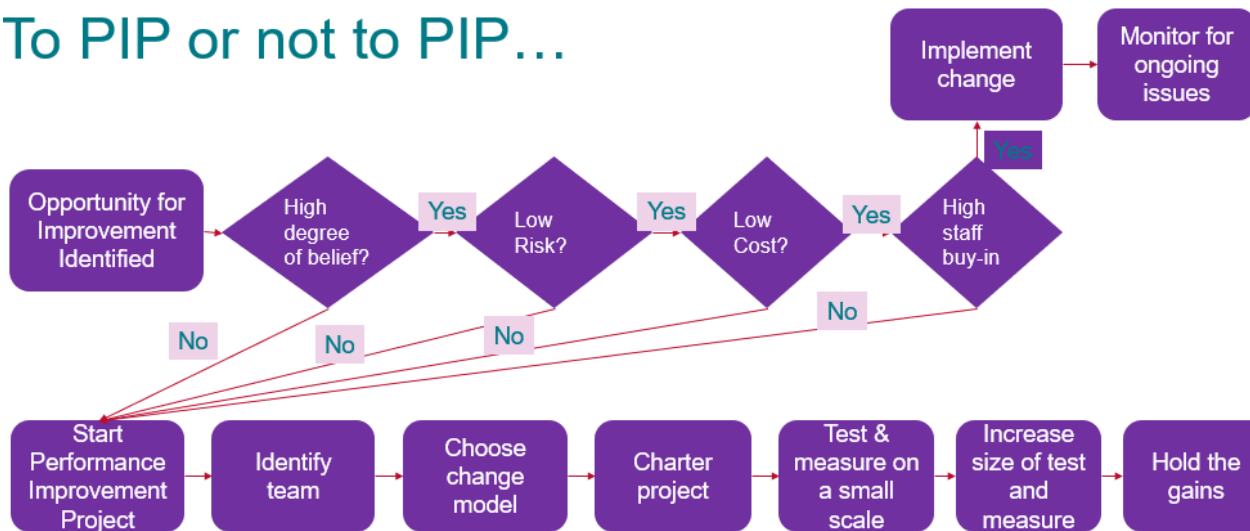 To PIP or not to PIP…
Implement
change
Monitor for
ongoing
issues
Yes
Opportunity for
Improvement
Identified
High
degree
of belief?
Yes
Low
Risk?
Yes
Low
Cost?
Yes
High
staff
buy-in
No
No
No
No
Start
Performance
Improvement
Project
Identify
team
Choose
change
model
Charter
project
Test &
measure on
a small
scale
Increase
size of test
and
measure
Hold the
gains